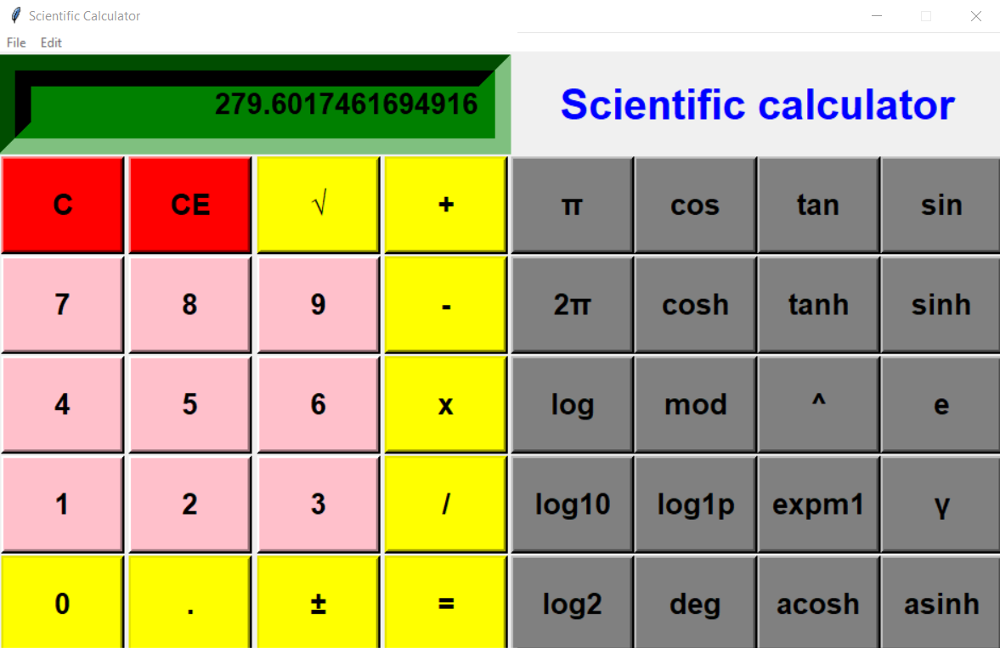 Scientific Calculator
File Edit
279.6017461694916 Scientific calculator
C CE √ + π cos tan sin
7 8 9 - 2π cosh tanh sinh
4 5 6 x log mod ^ e
1 2 3 / log10 log1p expm1 γ
0 . ± = log2 deg acosh asinh